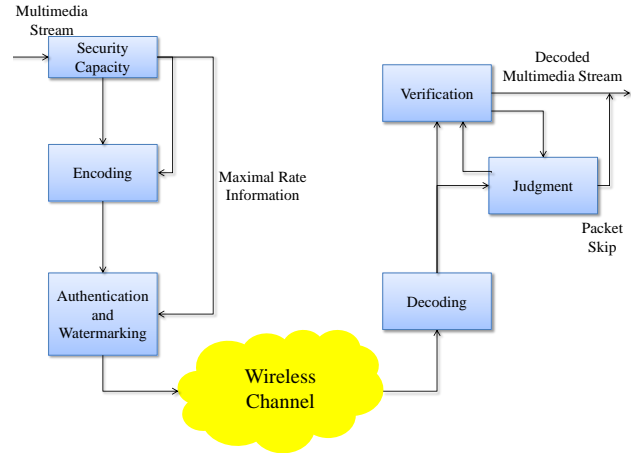 Multimedia
Stream
Security
Capacity
Encoding
Maximal Rate
Information
Authentication
and
Watermarking
Wireless
Channel
Decoding
Verification
Decoded
Multimedia Stream
Judgment
Packet
Skip